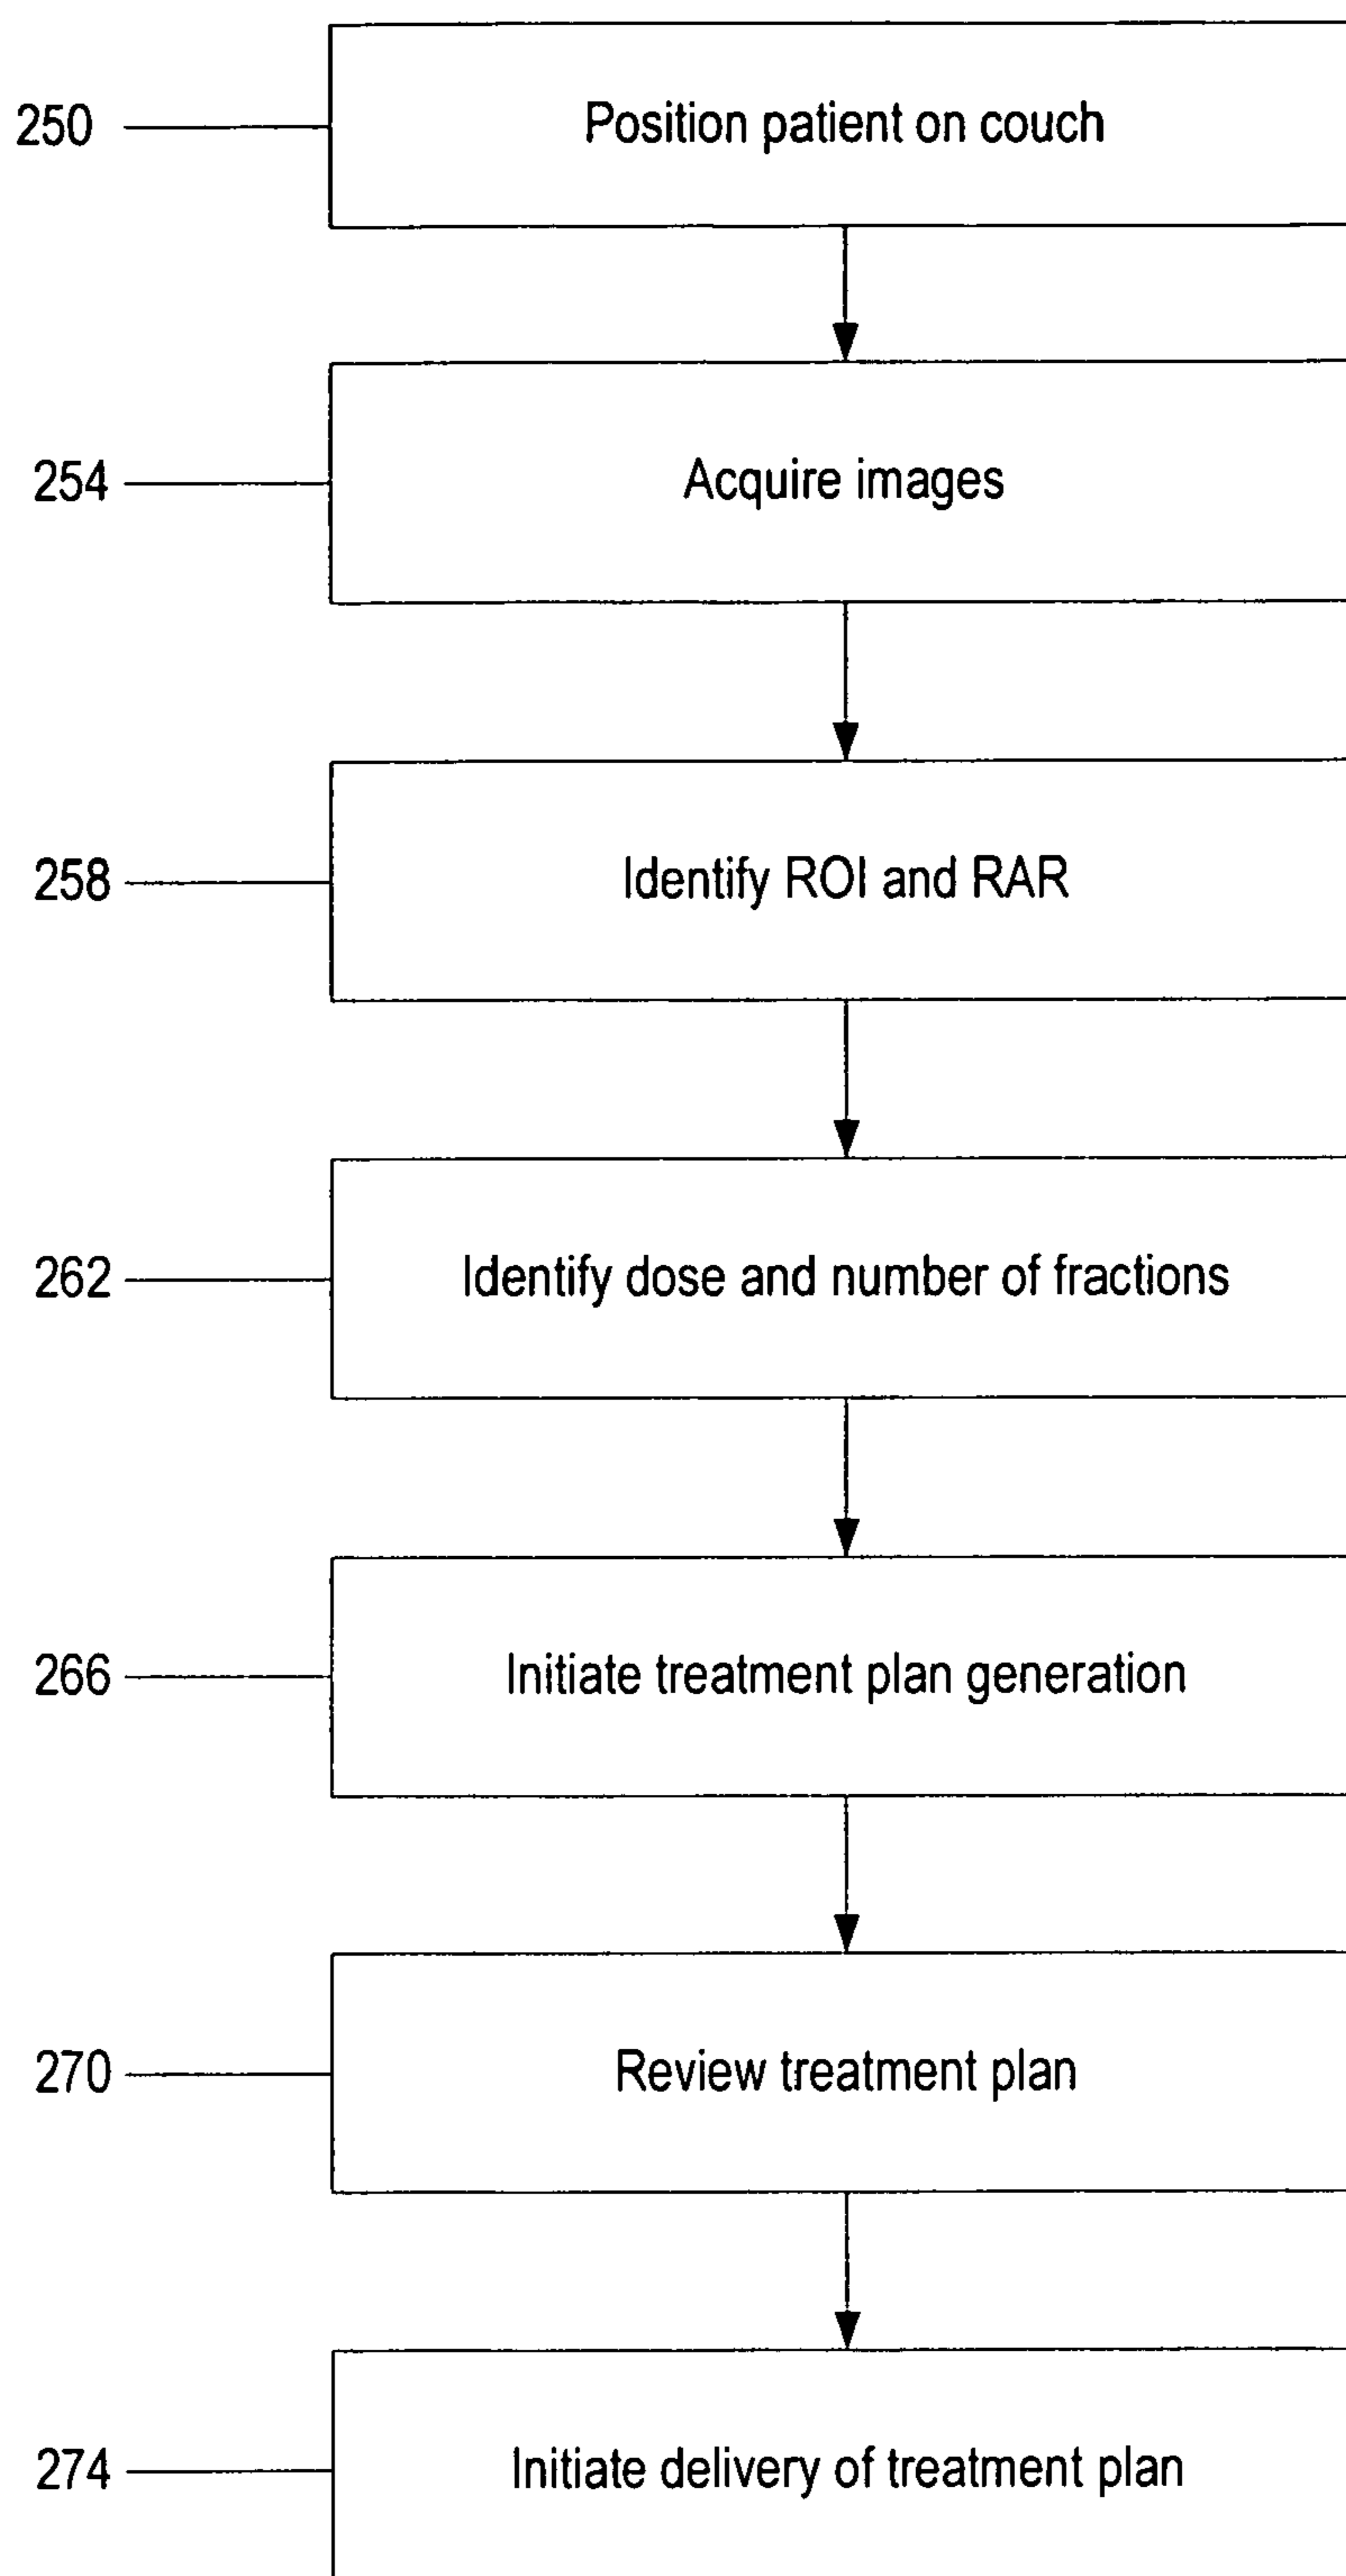 250
Position patient on couch
254
Acquire images
258
Identify ROI and RAR
262
Identify dose and number of fractions
266
Initiate treatment plan generation
270
Review treatment plan
274
Initiate delivery of treatment plan